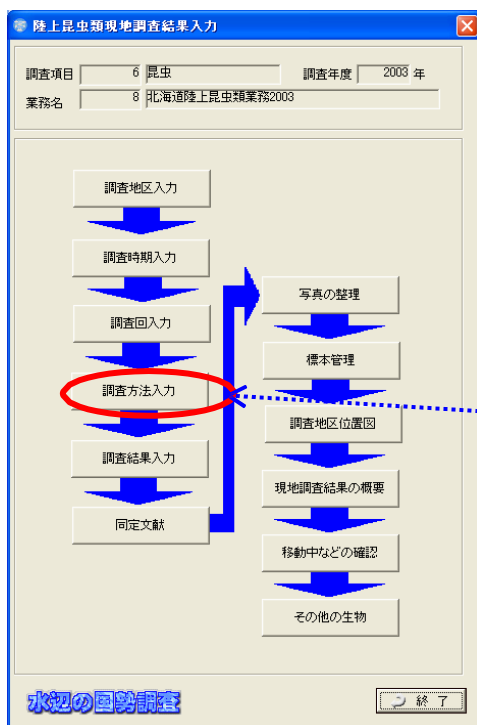 陸上昆虫類現地調査結果入力
調査項目 6 昆虫 調査年度 2003 年
業務名 8 北海道陸上昆虫類業務2003
調査地区入力
調査時期入力
調査回入力
調査方法入力
調査結果入力
同定文献
写真の整理
標本管理
調査地区位置図
現地調査結果の概要
移動中などの確認
その他の生物
水辺の国勢調査
終 了